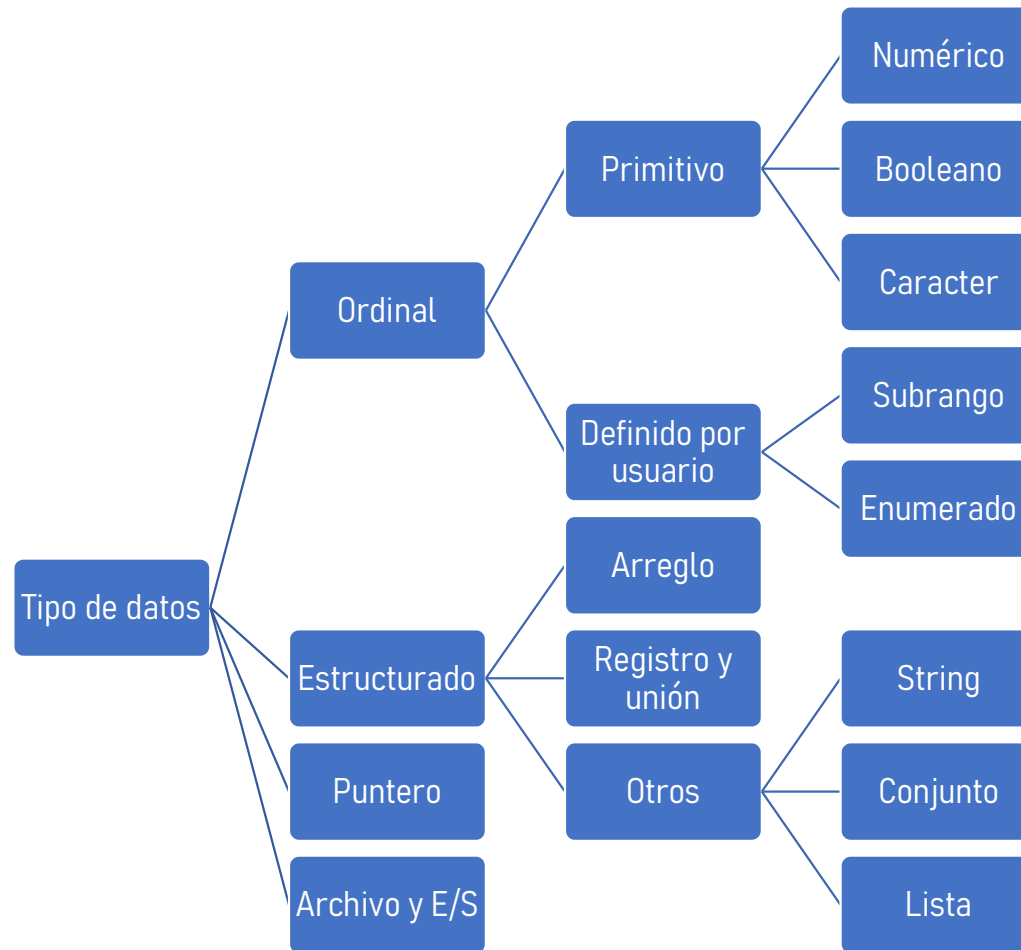 Tipo de datos
Ordinal
Primitivo
Numérico
Booleano
Caracter
Definido por
usuario
Subrango
Enumerado
Estructurado
Arreglo
Registro y
unión
Otros
String
Conjunto
Lista
Puntero
Archivo y E/S